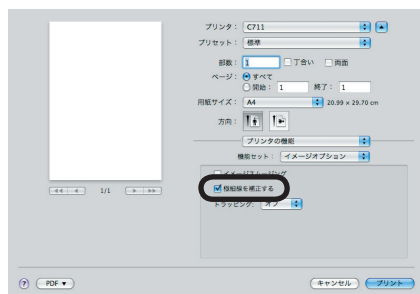 プリンタ： C711
プリセット： 標準
部数： 1 丁合い 両面
ページ： すべて
開始： 1 終了： 1
用紙サイズ： A4 20.99 × 29.70 cm
方向：
プリンタの機能
機能セット： イメージオプション
イメージスムージング
極細線を補正する
トラッピング： オフ
1/1
? PDF ▼ キャンセル プリント